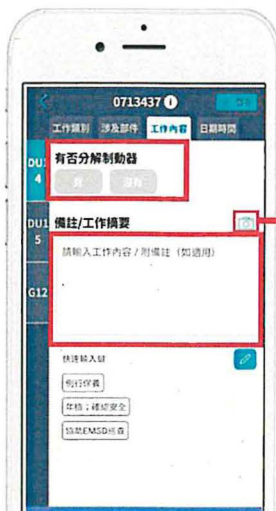 0713437
工作類別 涉及部件 工作內容 日期時間
DU1
4
有否分解制動器
有 沒有
DU1
5
備註/工作摘要
請輸入工作內容 / 附備註（如適用）
G12
快速輸入鍵
例行保養
年檢；確認安全
協助EMSD巡查